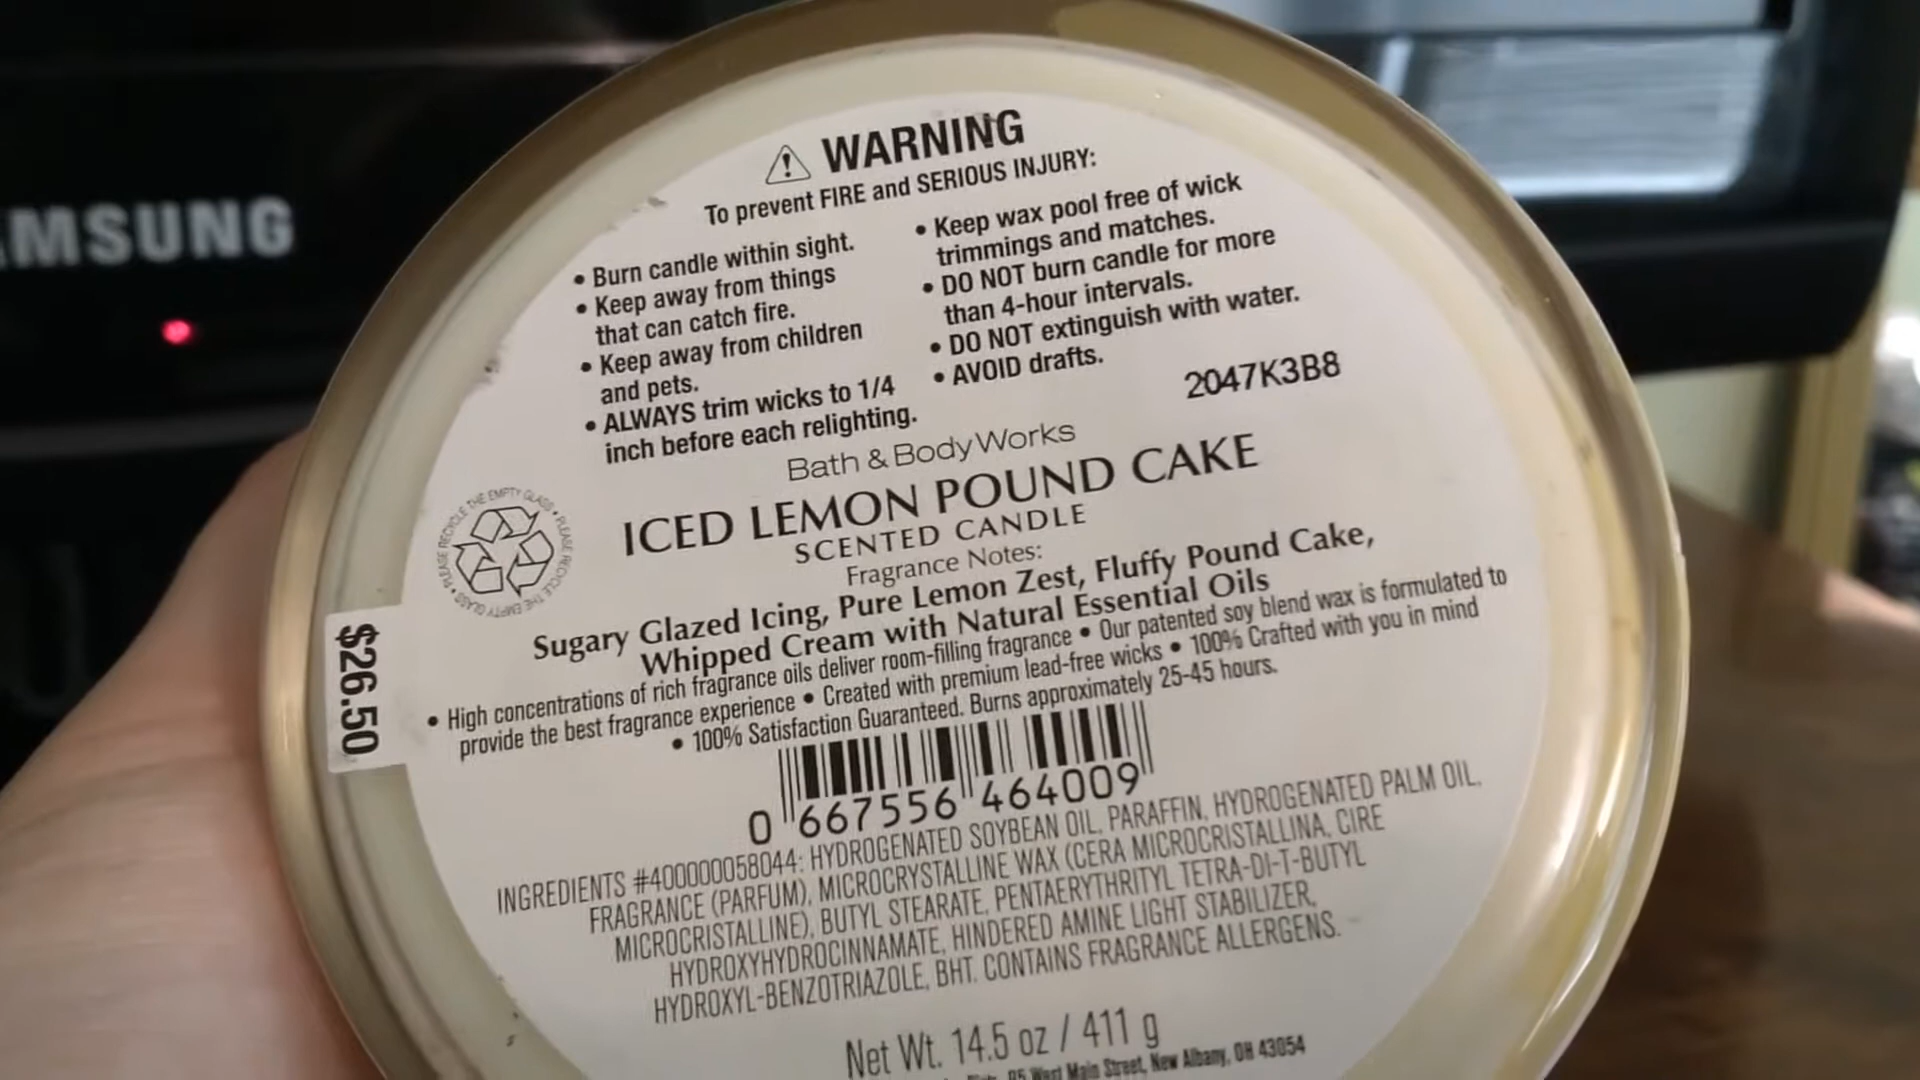 AMSUNG
WARNING
To prevent FIRE and SERIOUS INJURY:
• Burn candle within sight.
• Keep away from things
that can catch fire.
• Keep away from children
and pets.
• ALWAYS trim wicks to 1/4
inch before each relighting.
• Keep wax pool free of wick
trimmings and matches.
• DO NOT burn candle for more
than 4-hour intervals.
• DO NOT extinguish with water.
• AVOID drafts.
2047K3B8
Bath & Body Works
ICED LEMON POUND CAKE
SCENTED CANDLE
Fragrance Notes:
Sugary Glazed Icing, Pure Lemon Zest, Fluffy Pound Cake,
Whipped Cream with Natural Essential Oils
• High concentrations of rich fragrance oils deliver room-filling fragrance • Our patented soy blend wax is formulated to
provide the best fragrance experience • Created with premium lead-free wicks • 100% Crafted with you in mind
• 100% Satisfaction Guaranteed. Burns approximately 25-45 hours.
PLEASE RECYCLE THE EMPTY GLASS • PLEASE RECYCLE THE EMPTY GLASS •
$26.50
0 667556 464009
INGREDIENTS #400000058044: HYDROGENATED SOYBEAN OIL, PARAFFIN, HYDROGENATED PALM OIL,
FRAGRANCE (PARFUM), MICROCRYSTALLINE WAX (CERA MICROCRISTALLINA, CIRE
MICROCRISTALLINE), BUTYL STEARATE, PENTAERYTHRITYL TETRA-DI-T-BUTYL
HYDROXYHYDROCINNAMATE, HINDERED AMINE LIGHT STABILIZER,
HYDROXYL-BENZOTRIAZOLE, BHT. CONTAINS FRAGRANCE ALLERGENS.
Net Wt. 14.5 oz / 411 g
95 West Main Street, New Albany, OH 43054